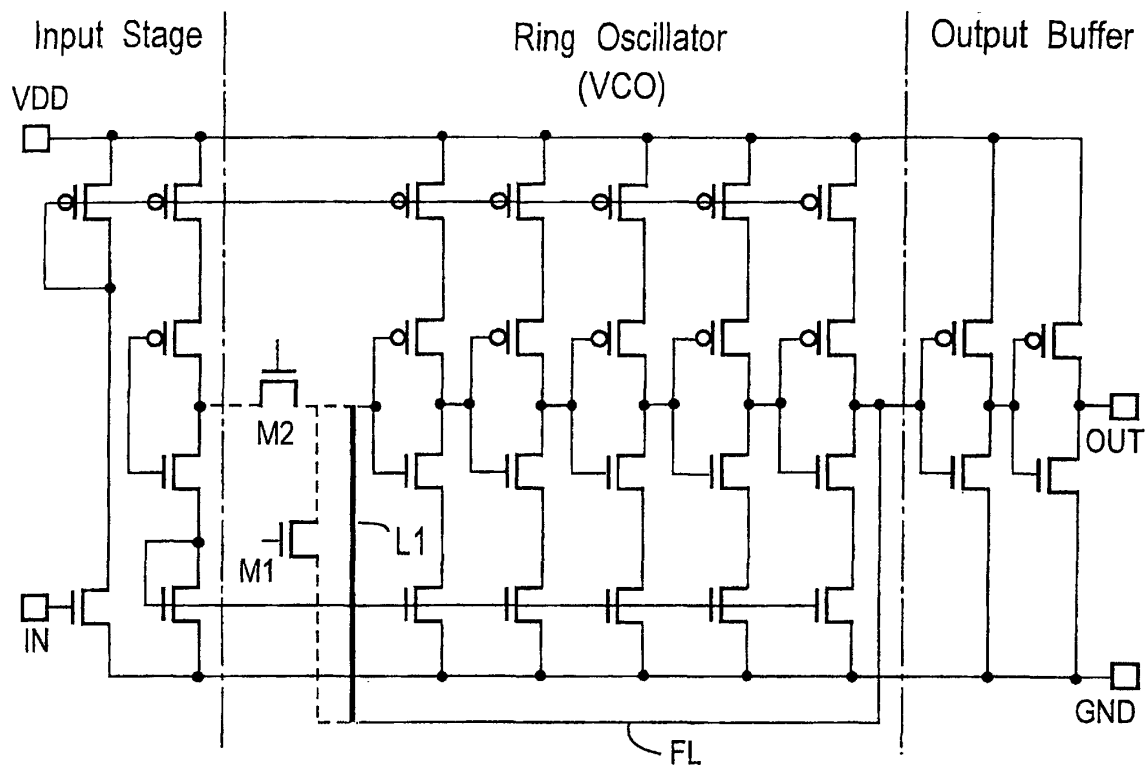 Input Stage
Ring Oscillator
(VCO)
Output Buffer
VDD
M2
OUT
L1
M1
IN
GND
FL